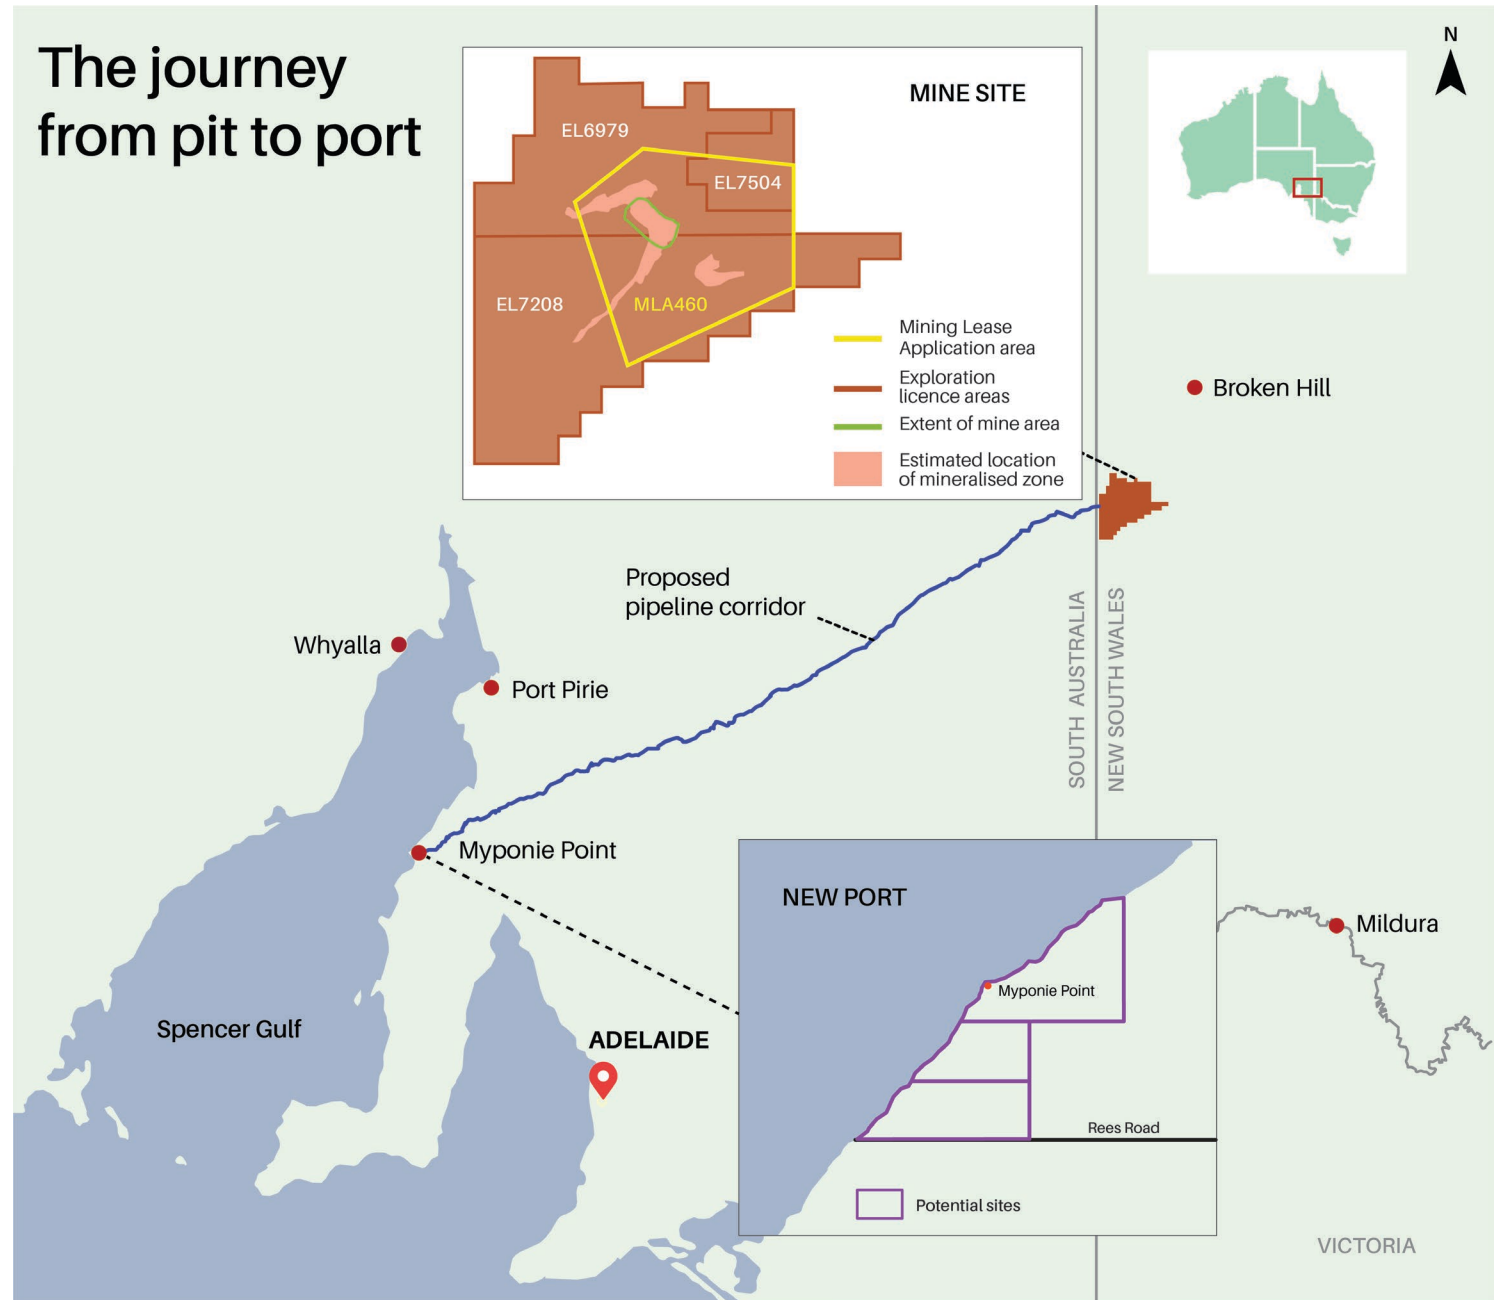 The journey
from pit to port
MINE SITE
EL6979
EL7504
EL7208
MLA460
Mining Lease
Application area
Exploration
licence areas
Extent of mine area
Estimated location
of mineralised zone
N
Broken Hill
Proposed
pipeline corridor
SOUTH AUSTRALIA
NEW SOUTH WALES
Whyalla
Port Pirie
Myponie Point
NEW PORT
Myponie Point
Rees Road
Potential sites
Mildura
Spencer Gulf
ADELAIDE
VICTORIA